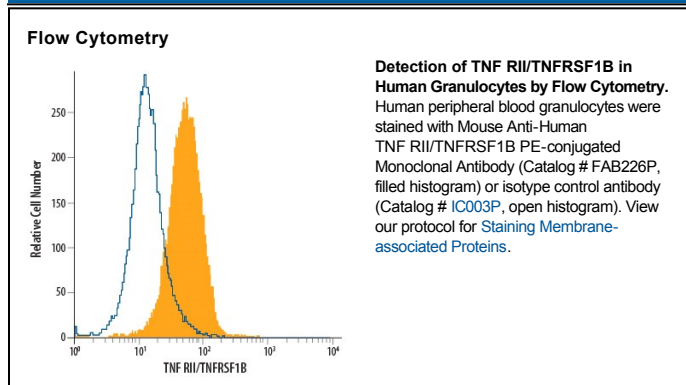 Flow Cytometry
250
200
150
100
50
0
Relative Cell Number
10⁰ 10¹ 10² 10³ 10⁴
TNF RII/TNFRSF1B
Detection of TNF RII/TNFRSF1B in
Human Granulocytes by Flow Cytometry.
Human peripheral blood granulocytes were
stained with Mouse Anti-Human
TNF RII/TNFRSF1B PE-conjugated
Monoclonal Antibody (Catalog # FAB226P,
filled histogram) or isotype control antibody
(Catalog # IC003P, open histogram). View
our protocol for Staining Membrane-
associated Proteins.